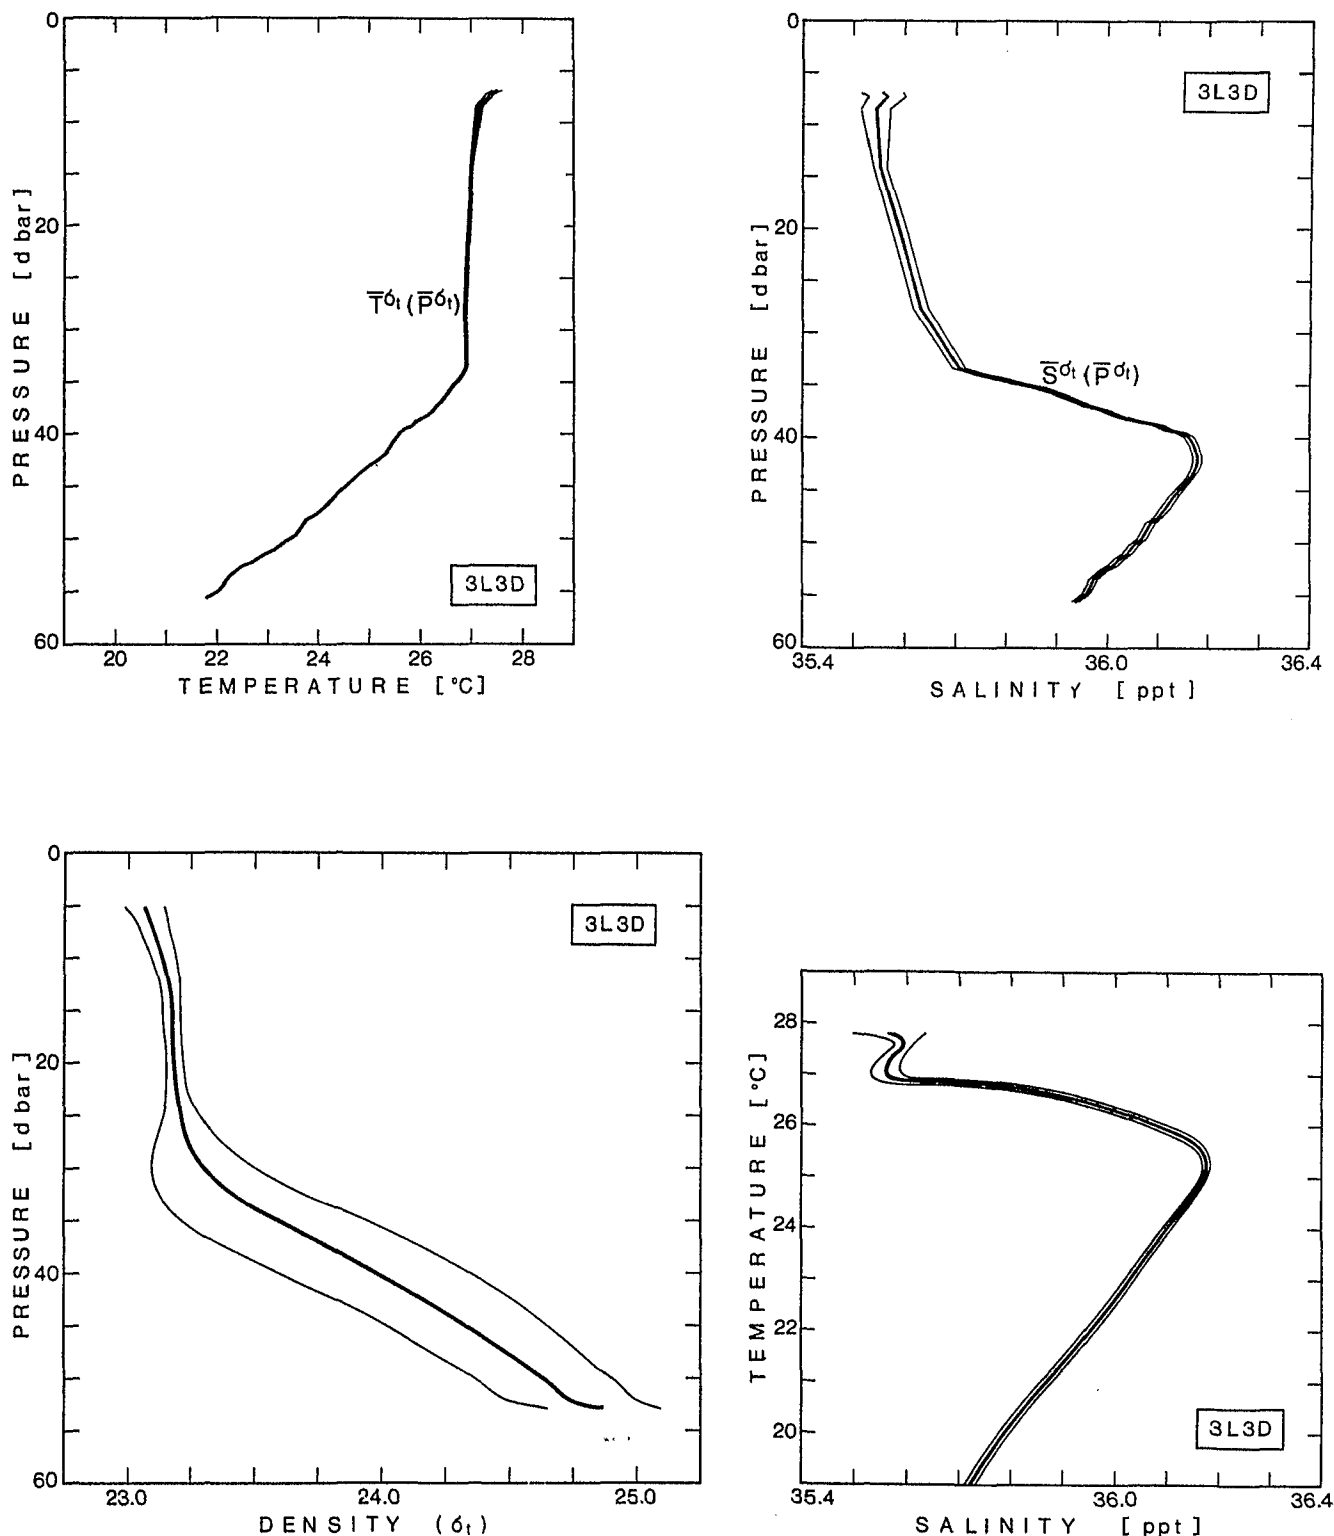 0
20
40
60
PRESSURE [dbar]
T̅σt (P̅σt)
3L3D
20 22 24 26 28
TEMPERATURE [°C]
0
20
40
60
PRESSURE [dbar]
3L3D
S̅σt (P̅σt)
35.4 36.0 36.4
SALINITY [ppt]
0
20
40
60
PRESSURE [dbar]
3L3D
23.0 24.0 25.0
DENSITY (σt)
28
26
24
22
20
TEMPERATURE [°C]
3L3D
35.4 36.0 36.4
SALINITY [ppt]